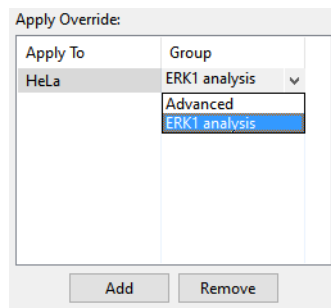 Apply Override:
Apply To Group
HeLa ERK1 analysis
Advanced
ERK1 analysis
Add Remove